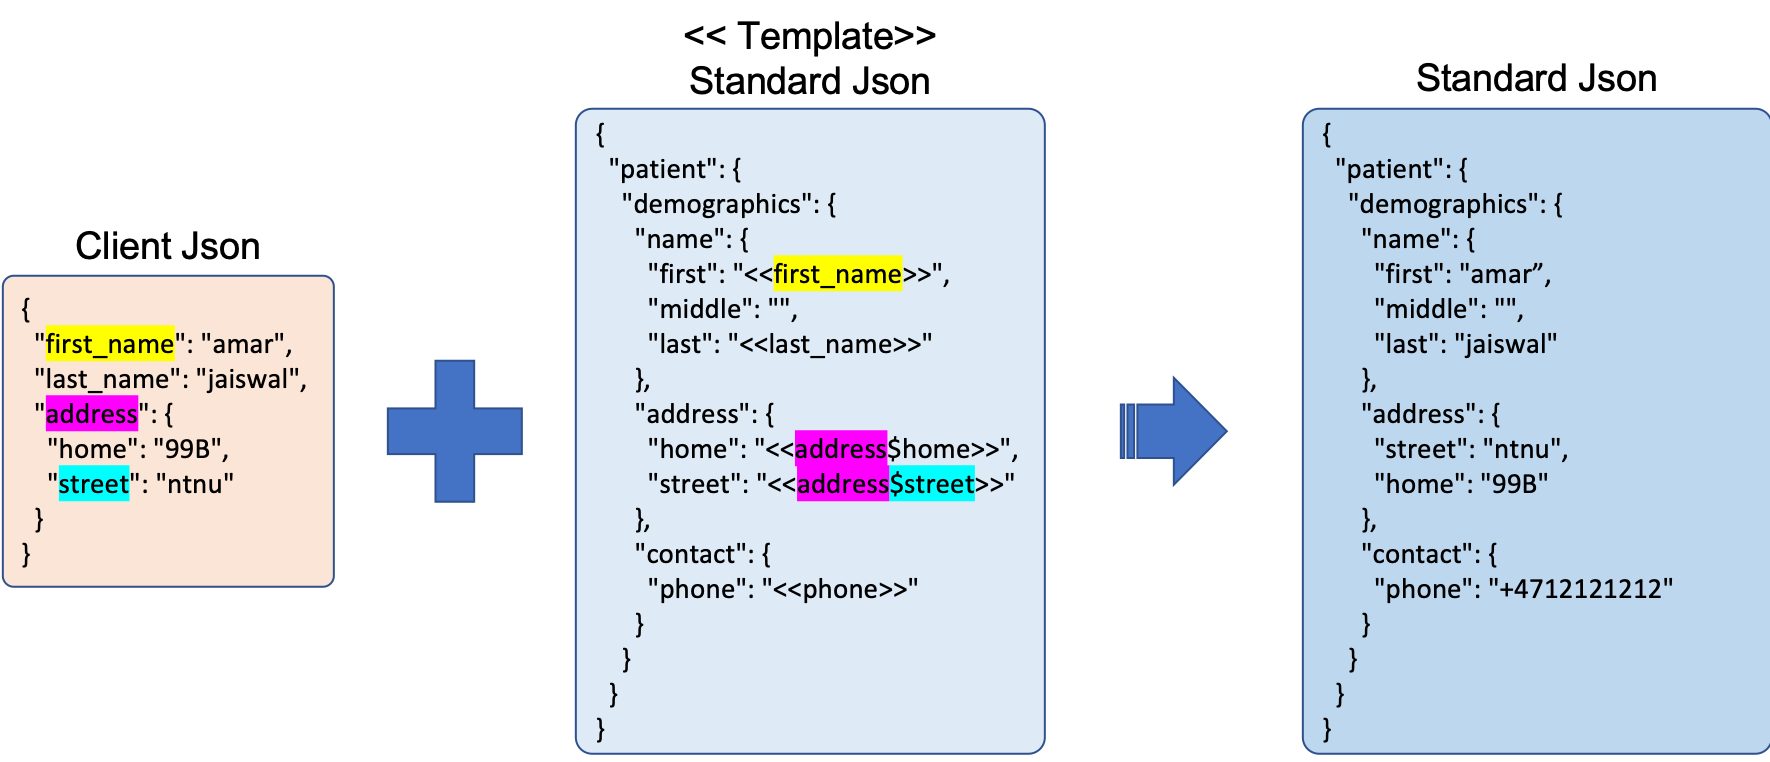 Client Json
{
"first_name": "amar",
"last_name": "jaiswal",
"address": {
"home": "99B",
"street": "ntnu"
}
}
<< Template>>
Standard Json
{
"patient": {
"demographics": {
"name": {
"first": "<<first_name>>",
"middle": "",
"last": "<<last_name>>"
},
"address": {
"home": "<<address$home>>",
"street": "<<address$street>>"
},
"contact": {
"phone": "<<phone>>"
}
}
}
}
Standard Json
{
"patient": {
"demographics": {
"name": {
"first": "amar”,
"middle": "",
"last": "jaiswal"
},
"address": {
"street": "ntnu",
"home": "99B"
},
"contact": {
"phone": "+4712121212"
}
}
}
}